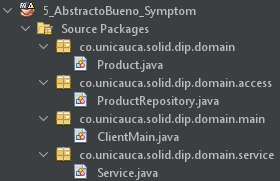 5_AbstractoBueno_Symptom
Source Packages
co.unicauca.solid.dip.domain
Product.java
co.unicauca.solid.dip.domain.access
ProductRepository.java
co.unicauca.solid.dip.domain.main
ClientMain.java
co.unicauca.solid.dip.domain.service
Service.java